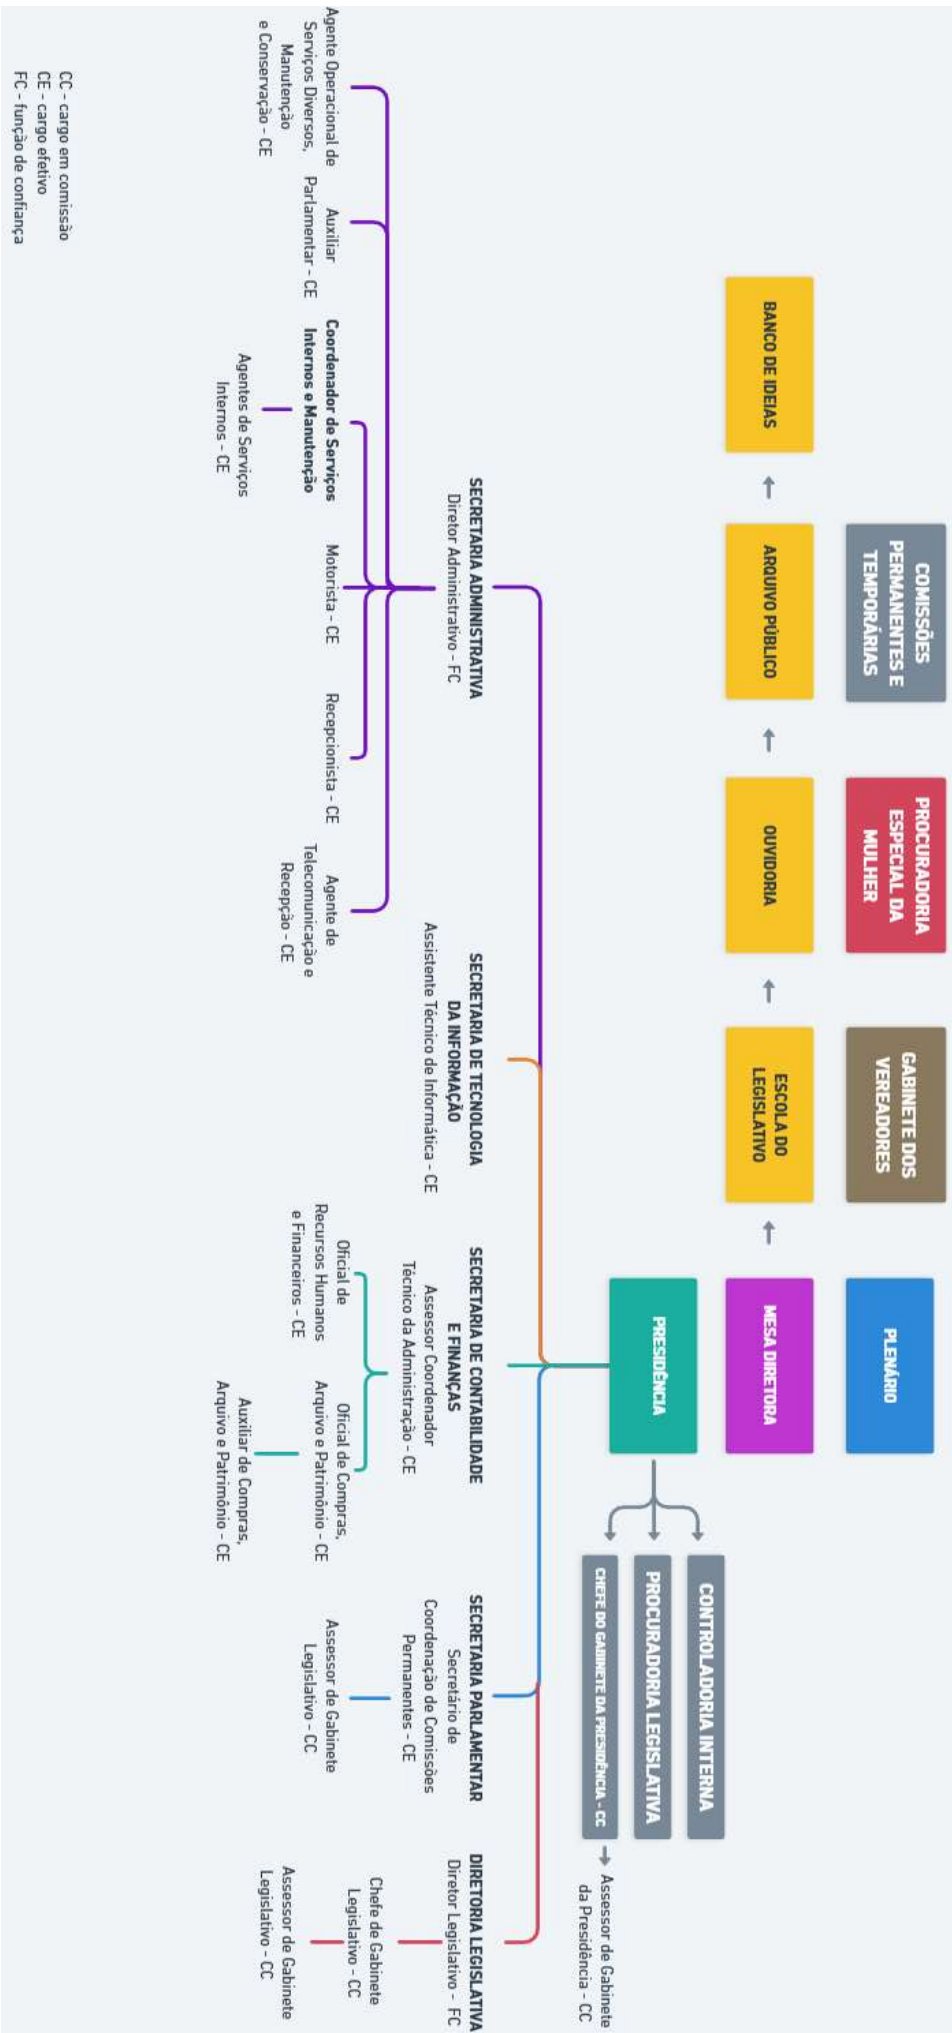 COMISSÕES
PERMANENTES E
TEMPORÁRIAS
PROCURADORIA
ESPECIAL DA
MULHER
GABINETE DOS
VEREADORES
PLENÁRIO
BANCO DE IDEIAS
ARQUIVO PÚBLICO
OUVIDORIA
ESCOLA DO
LEGISLATIVO
MESA DIRETORA
PRESIDÊNCIA
CONTROLADORIA INTERNA
PROCURADORIA LEGISLATIVA
CHEFE DO GABINETE DA PRESIDÊNCIA - CC
Assessor de Gabinete
da Presidência - CC
SECRETARIA ADMINISTRATIVA
Diretor Administrativo - FC
SECRETARIA DE TECNOLOGIA
DA INFORMAÇÃO
Assistente Técnico de Informática - CE
SECRETARIA DE CONTABILIDADE
E FINANÇAS
Assessor Coordenador
Técnico da Administração - CE
SECRETARIA PARLAMENTAR
Secretário de
Coordenação de Comissões
Permanentes - CE
DIRETORIA LEGISLATIVA
Diretor Legislativo - FC
Agente Operacional de
Serviços Diversos,
Manutenção
e Conservação - CE
Auxiliar
Parlamentar - CE
Coordenador de Serviços
Internos e Manutenção
Agentes de Serviços
Internos - CE
Motorista - CE
Recepcionista - CE
Agente de
Telecomunicação e
Recepção - CE
Oficial de
Recursos Humanos
e Financeiros - CE
Oficial de Compras,
Arquivo e Patrimônio - CE
Auxiliar de Compras,
Arquivo e Patrimônio - CE
Assessor de Gabinete
Legislativo - CC
Chefe de Gabinete
Legislativo - CC
Assessor de Gabinete
Legislativo - CC
CC - cargo em comissão
CE - cargo efetivo
FC - função de confiança